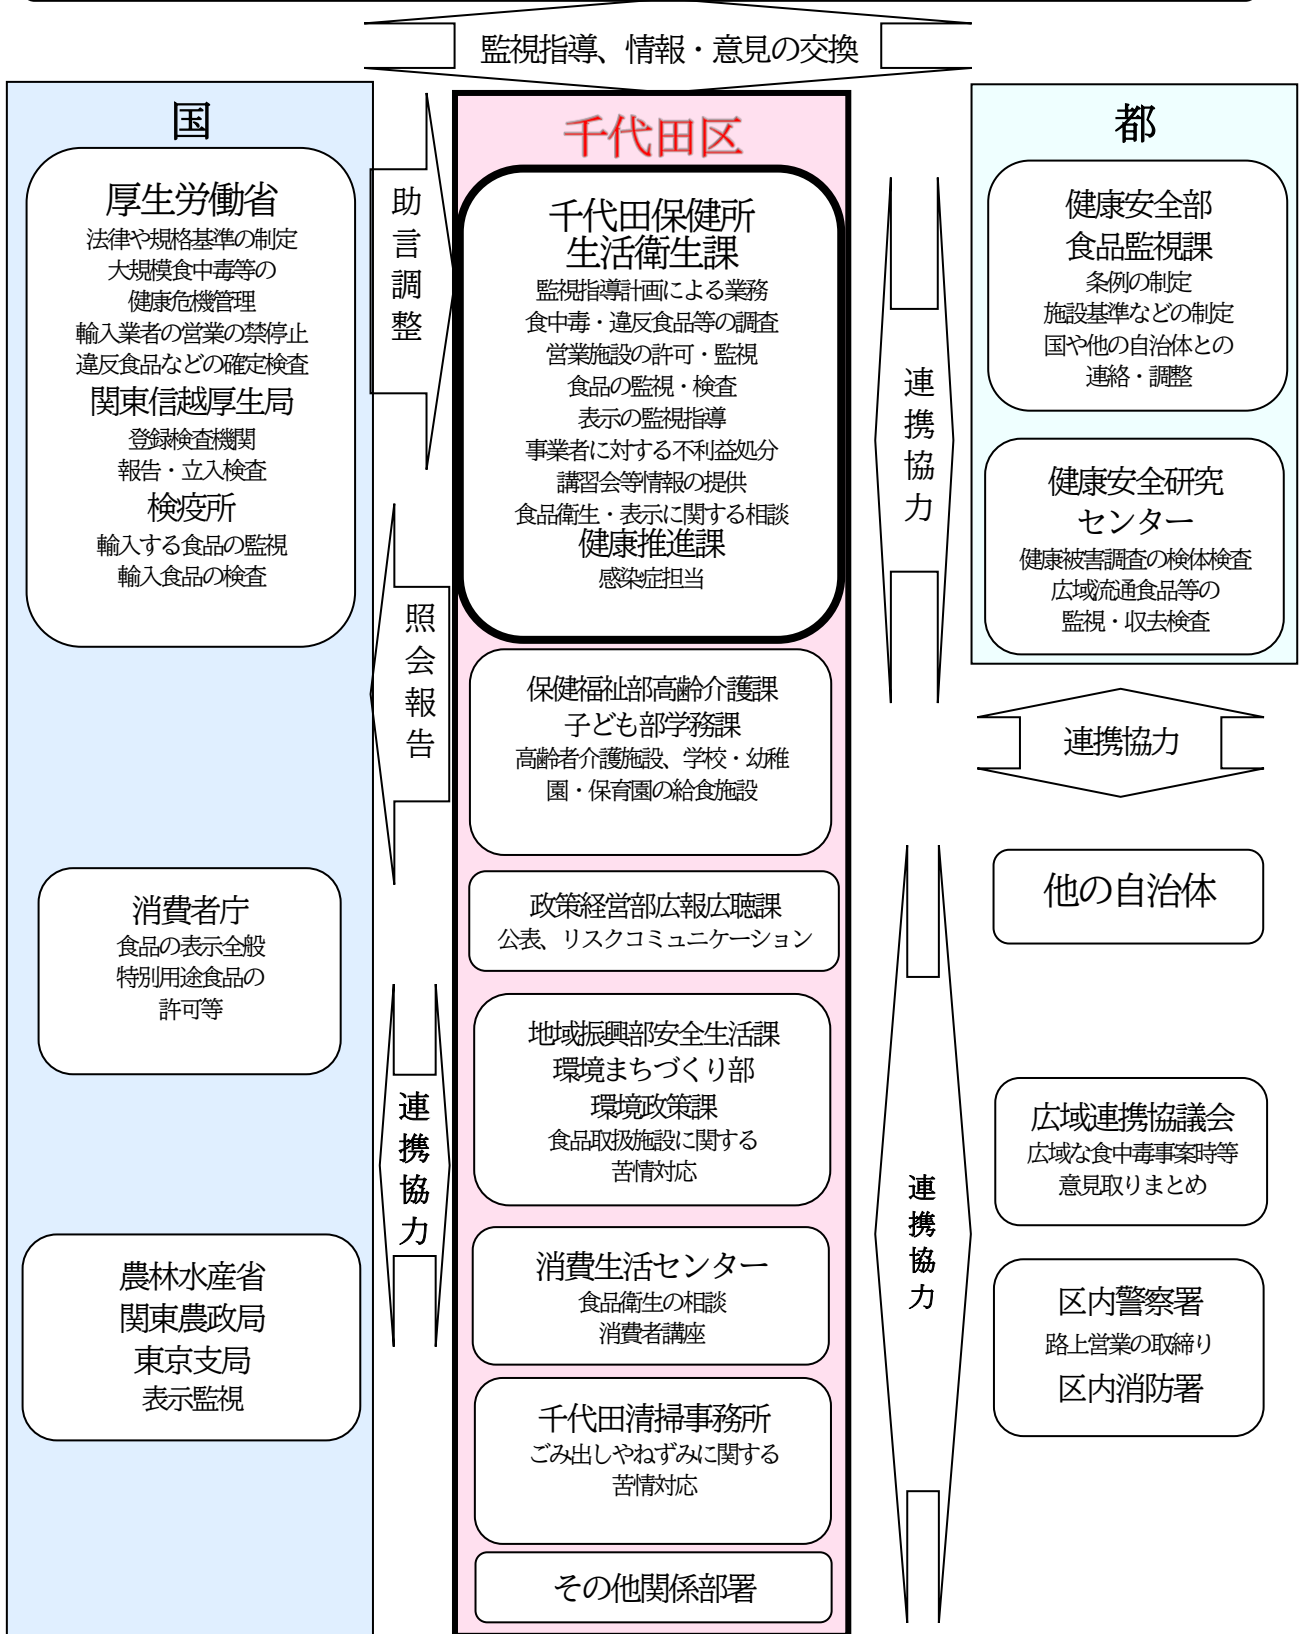 監視指導、情報・意見の交換
国
厚生労働省
法律や規格基準の制定
大規模食中毒等の
健康危機管理
輸入業者の営業の禁停止
違反食品などの確定検査
関東信越厚生局
登録検査機関
報告・立入検査
検疫所
輸入する食品の監視
輸入食品の検査
消費者庁
食品の表示全般
特別用途食品の
許可等
農林水産省
関東農政局
東京支局
表示監視
助言調整
照会報告
連携協力
千代田区
千代田保健所
生活衛生課
監視指導計画による業務
食中毒・違反食品等の調査
営業施設の許可・監視
食品の監視・検査
表示の監視指導
事業者に対する不利益処分
講習会等情報の提供
食品衛生・表示に関する相談
健康推進課
感染症担当
保健福祉部高齢介護課
子ども部学務課
高齢者介護施設、学校・幼稚
園・保育園の給食施設
政策経営部広報広聴課
公表、リスクコミュニケーション
地域振興部安全生活課
環境まちづくり部
環境政策課
食品取扱施設に関する
苦情対応
消費生活センター
食品衛生の相談
消費者講座
千代田清掃事務所
ごみ出しやねずみに関する
苦情対応
その他関係部署
連携協力
連携協力
都
健康安全部
食品監視課
条例の制定
施設基準などの制定
国や他の自治体との
連絡・調整
健康安全研究
センター
健康被害調査の検体検査
広域流通食品等の
監視・収去検査
連携協力
他の自治体
広域連携協議会
広域な食中毒事案時等
意見取りまとめ
区内警察署
路上営業の取締り
区内消防署